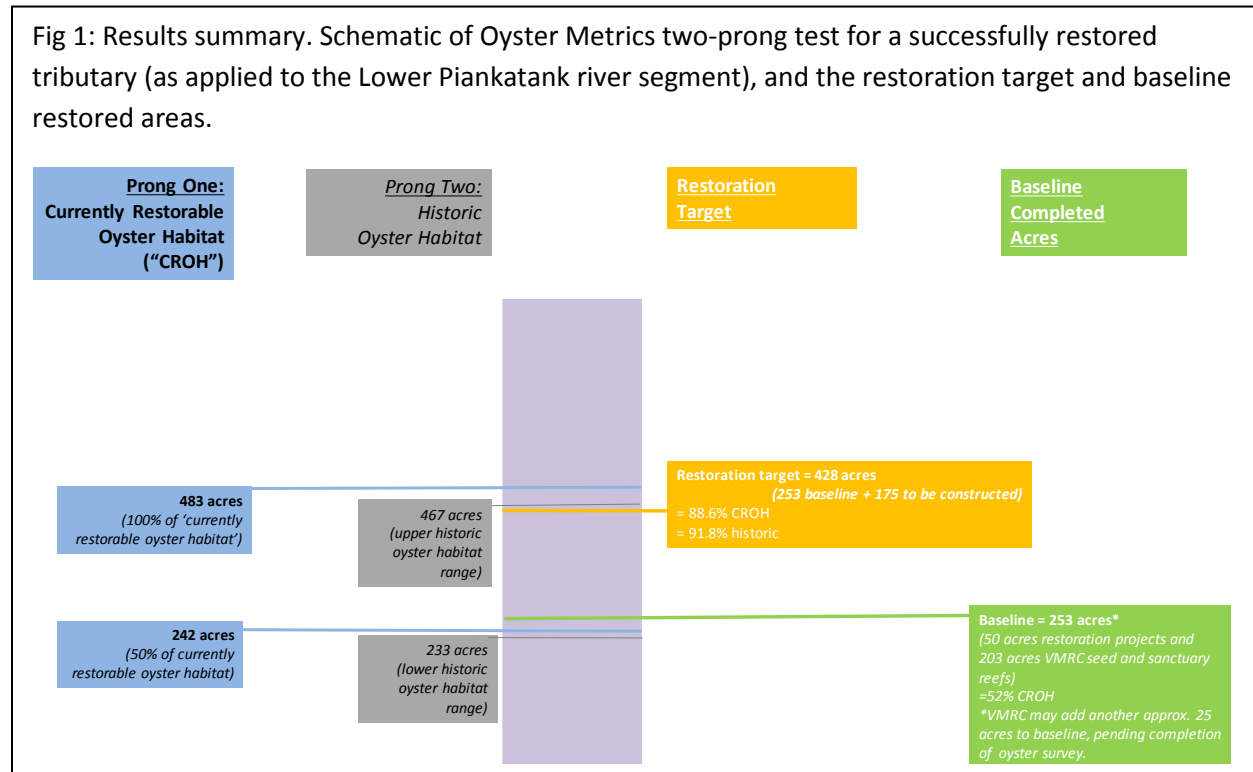 Fig 1: Results summary. Schematic of Oyster Metrics two-prong test for a successfully restored
tributary (as applied to the Lower Piankatank river segment), and the restoration target and baseline
restored areas.
Prong One:
Currently Restorable
Oyster Habitat
("CROH")
Prong Two:
Historic
Oyster Habitat
Restoration
Target
Baseline
Completed
Acres
483 acres
(100% of 'currently
restorable oyster habitat')
467 acres
(upper historic
oyster habitat
range)
Restoration target = 428 acres
(253 baseline + 175 to be constructed)
= 88.6% CROH
= 91.8% historic
242 acres
(50% of currently
restorable oyster habitat)
233 acres
(lower historic
oyster habitat
range)
Baseline = 253 acres*
(50 acres restoration projects and
203 acres VMRC seed and sanctuary
reefs)
=52% CROH
*VMRC may add another approx. 25
acres to baseline, pending completion
of oyster survey.